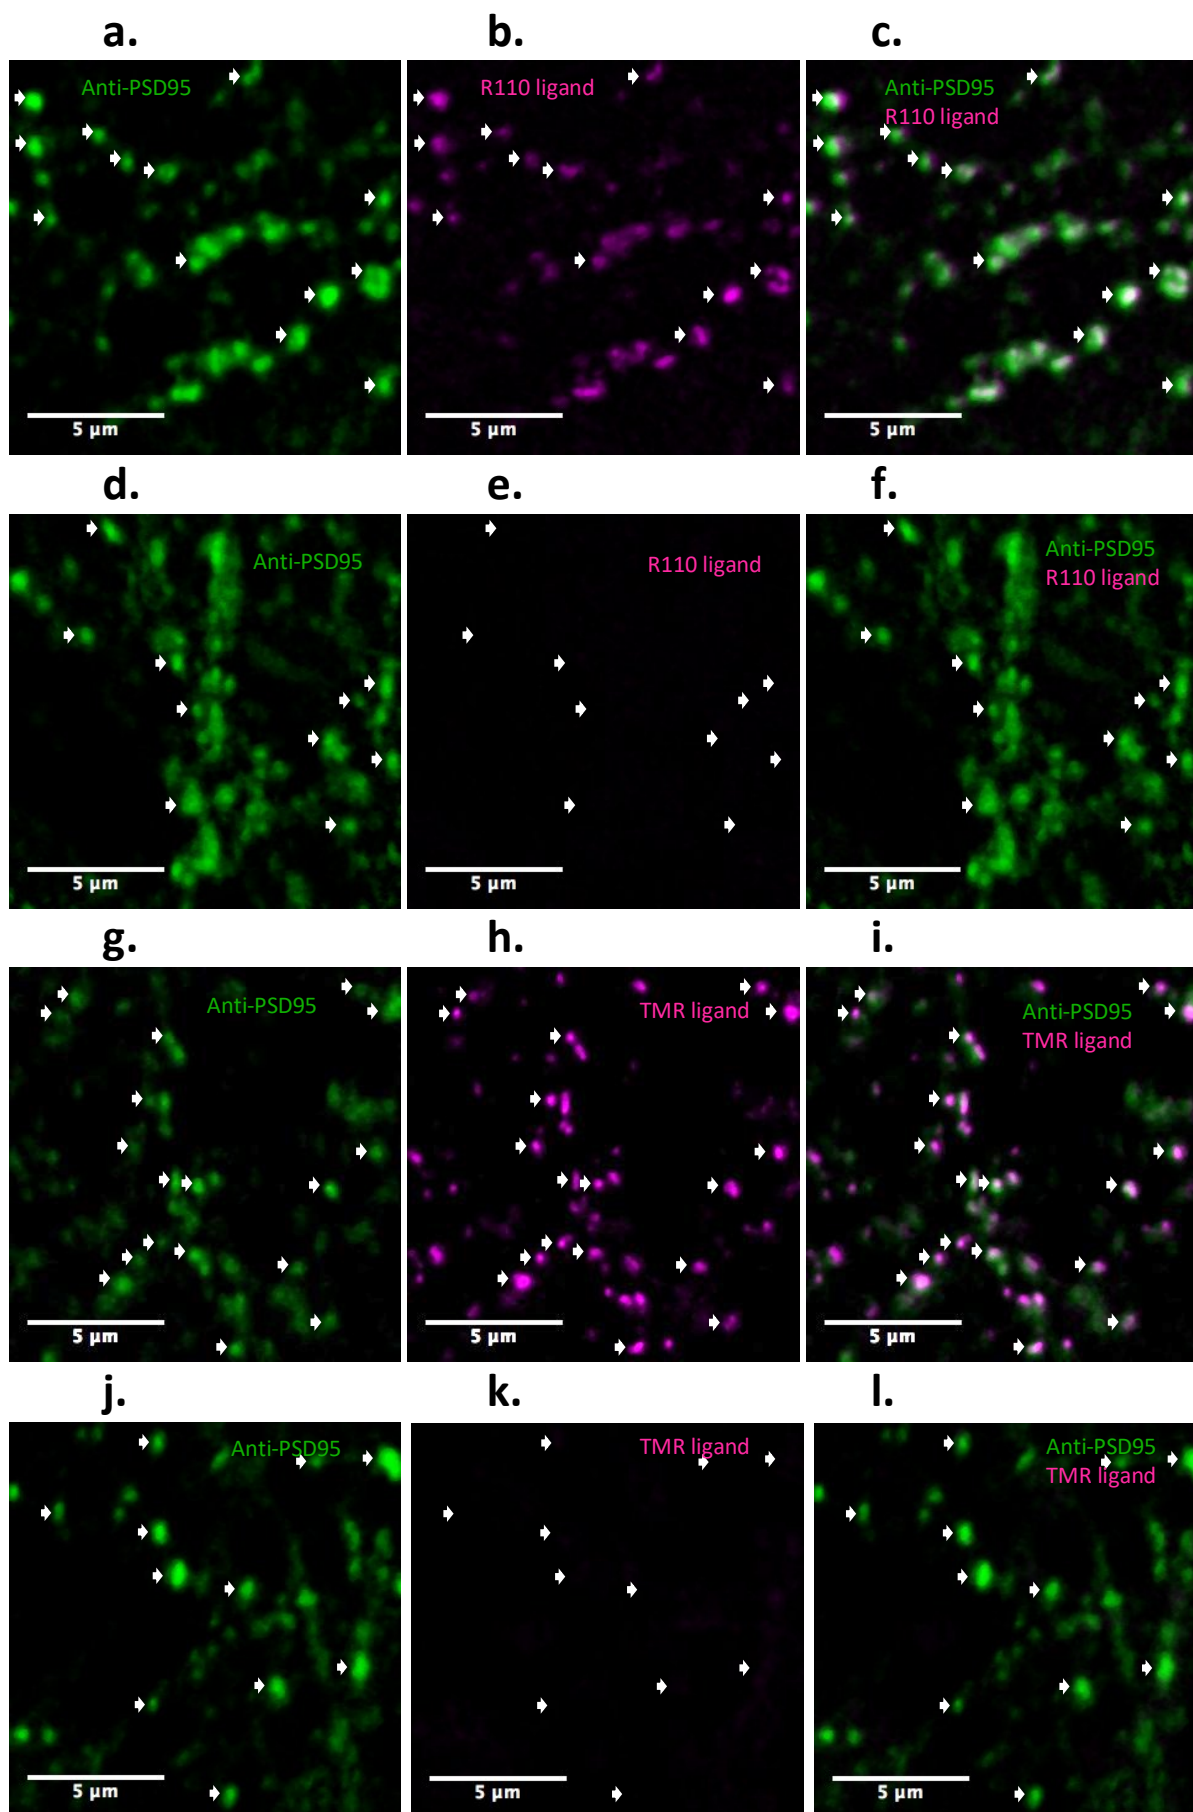 a.
b.
c.
Anti-PSD95
R110 ligand
Anti-PSD95
R110 ligand
5 µm
5 µm
5 µm
d.
e.
f.
Anti-PSD95
R110 ligand
Anti-PSD95
R110 ligand
5 µm
5 µm
5 µm
g.
h.
i.
Anti-PSD95
TMR ligand
Anti-PSD95
TMR ligand
5 µm
5 µm
5 µm
j.
k.
l.
Anti-PSD95
TMR ligand
Anti-PSD95
TMR ligand
5 µm
5 µm
5 µm